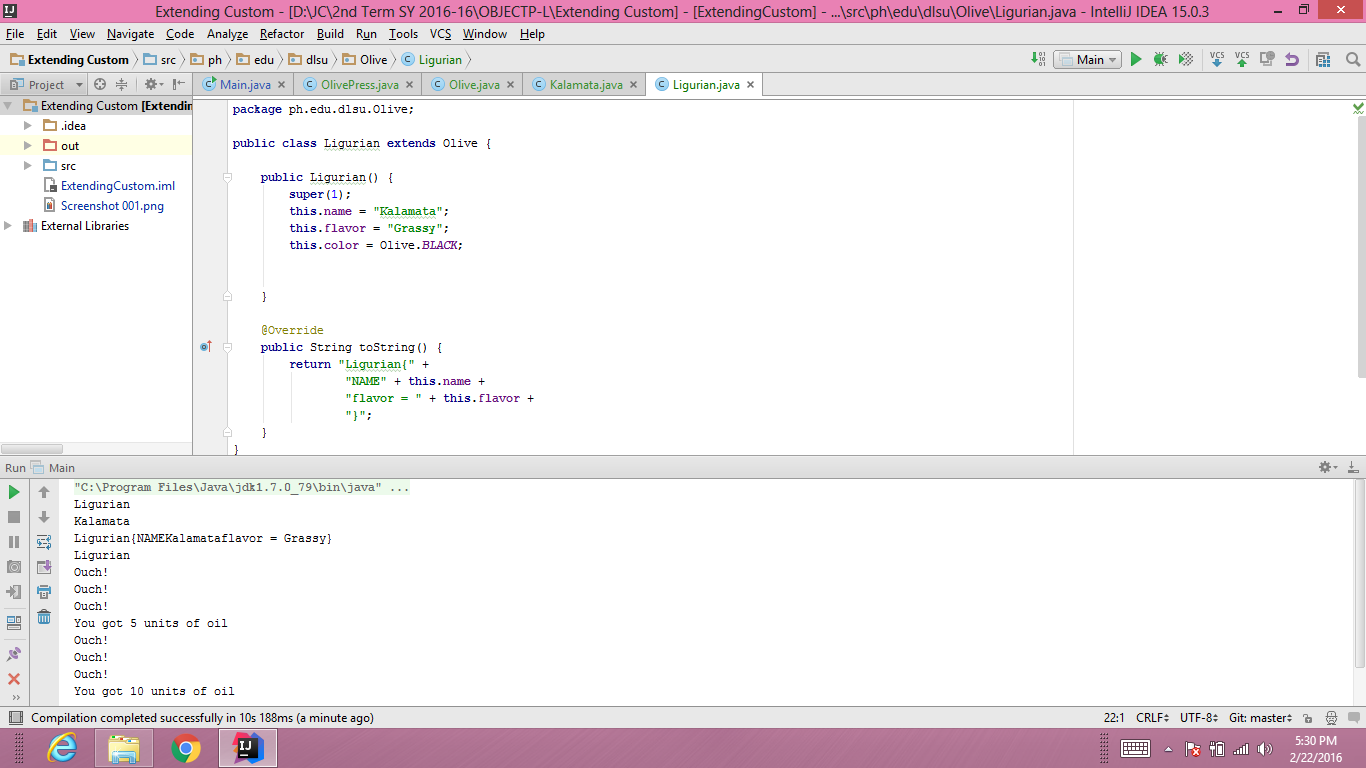 Extending Custom - [D:\JC\2nd Term SY 2016-16\OBJECTP-L\Extending Custom] - [ExtendingCustom] - ...\src\ph\edu\dlsu\Olive\Ligurian.java - IntelliJ IDEA 15.0.3
File Edit View Navigate Code Analyze Refactor Build Run Tools VCS Window Help
Extending Custom src ph edu dlsu Olive Ligurian
Main
VCS VCS
Project
Main.java OlivePress.java Olive.java Kalamata.java Ligurian.java
Extending Custom [Extendin
.idea
out
src
ExtendingCustom.iml
Screenshot 001.png
External Libraries
package ph.edu.dlsu.Olive;
public class Ligurian extends Olive {
public Ligurian() {
super(1);
this.name = "Kalamata";
this.flavor = "Grassy";
this.color = Olive.BLACK;
}
@Override
public String toString() {
return "Ligurian{" +
"NAME" + this.name +
"flavor = " + this.flavor +
"}";
}
}
Run Main
"C:\Program Files\Java\jdk1.7.0_79\bin\java" ...
Ligurian
Kalamata
Ligurian{NAMEKalamataflavor = Grassy}
Ligurian
Ouch!
Ouch!
Ouch!
You got 5 units of oil
Ouch!
Ouch!
Ouch!
You got 10 units of oil
Compilation completed successfully in 10s 188ms (a minute ago)
22:1 CRLF UTF-8 Git: master
5:30 PM
2/22/2016